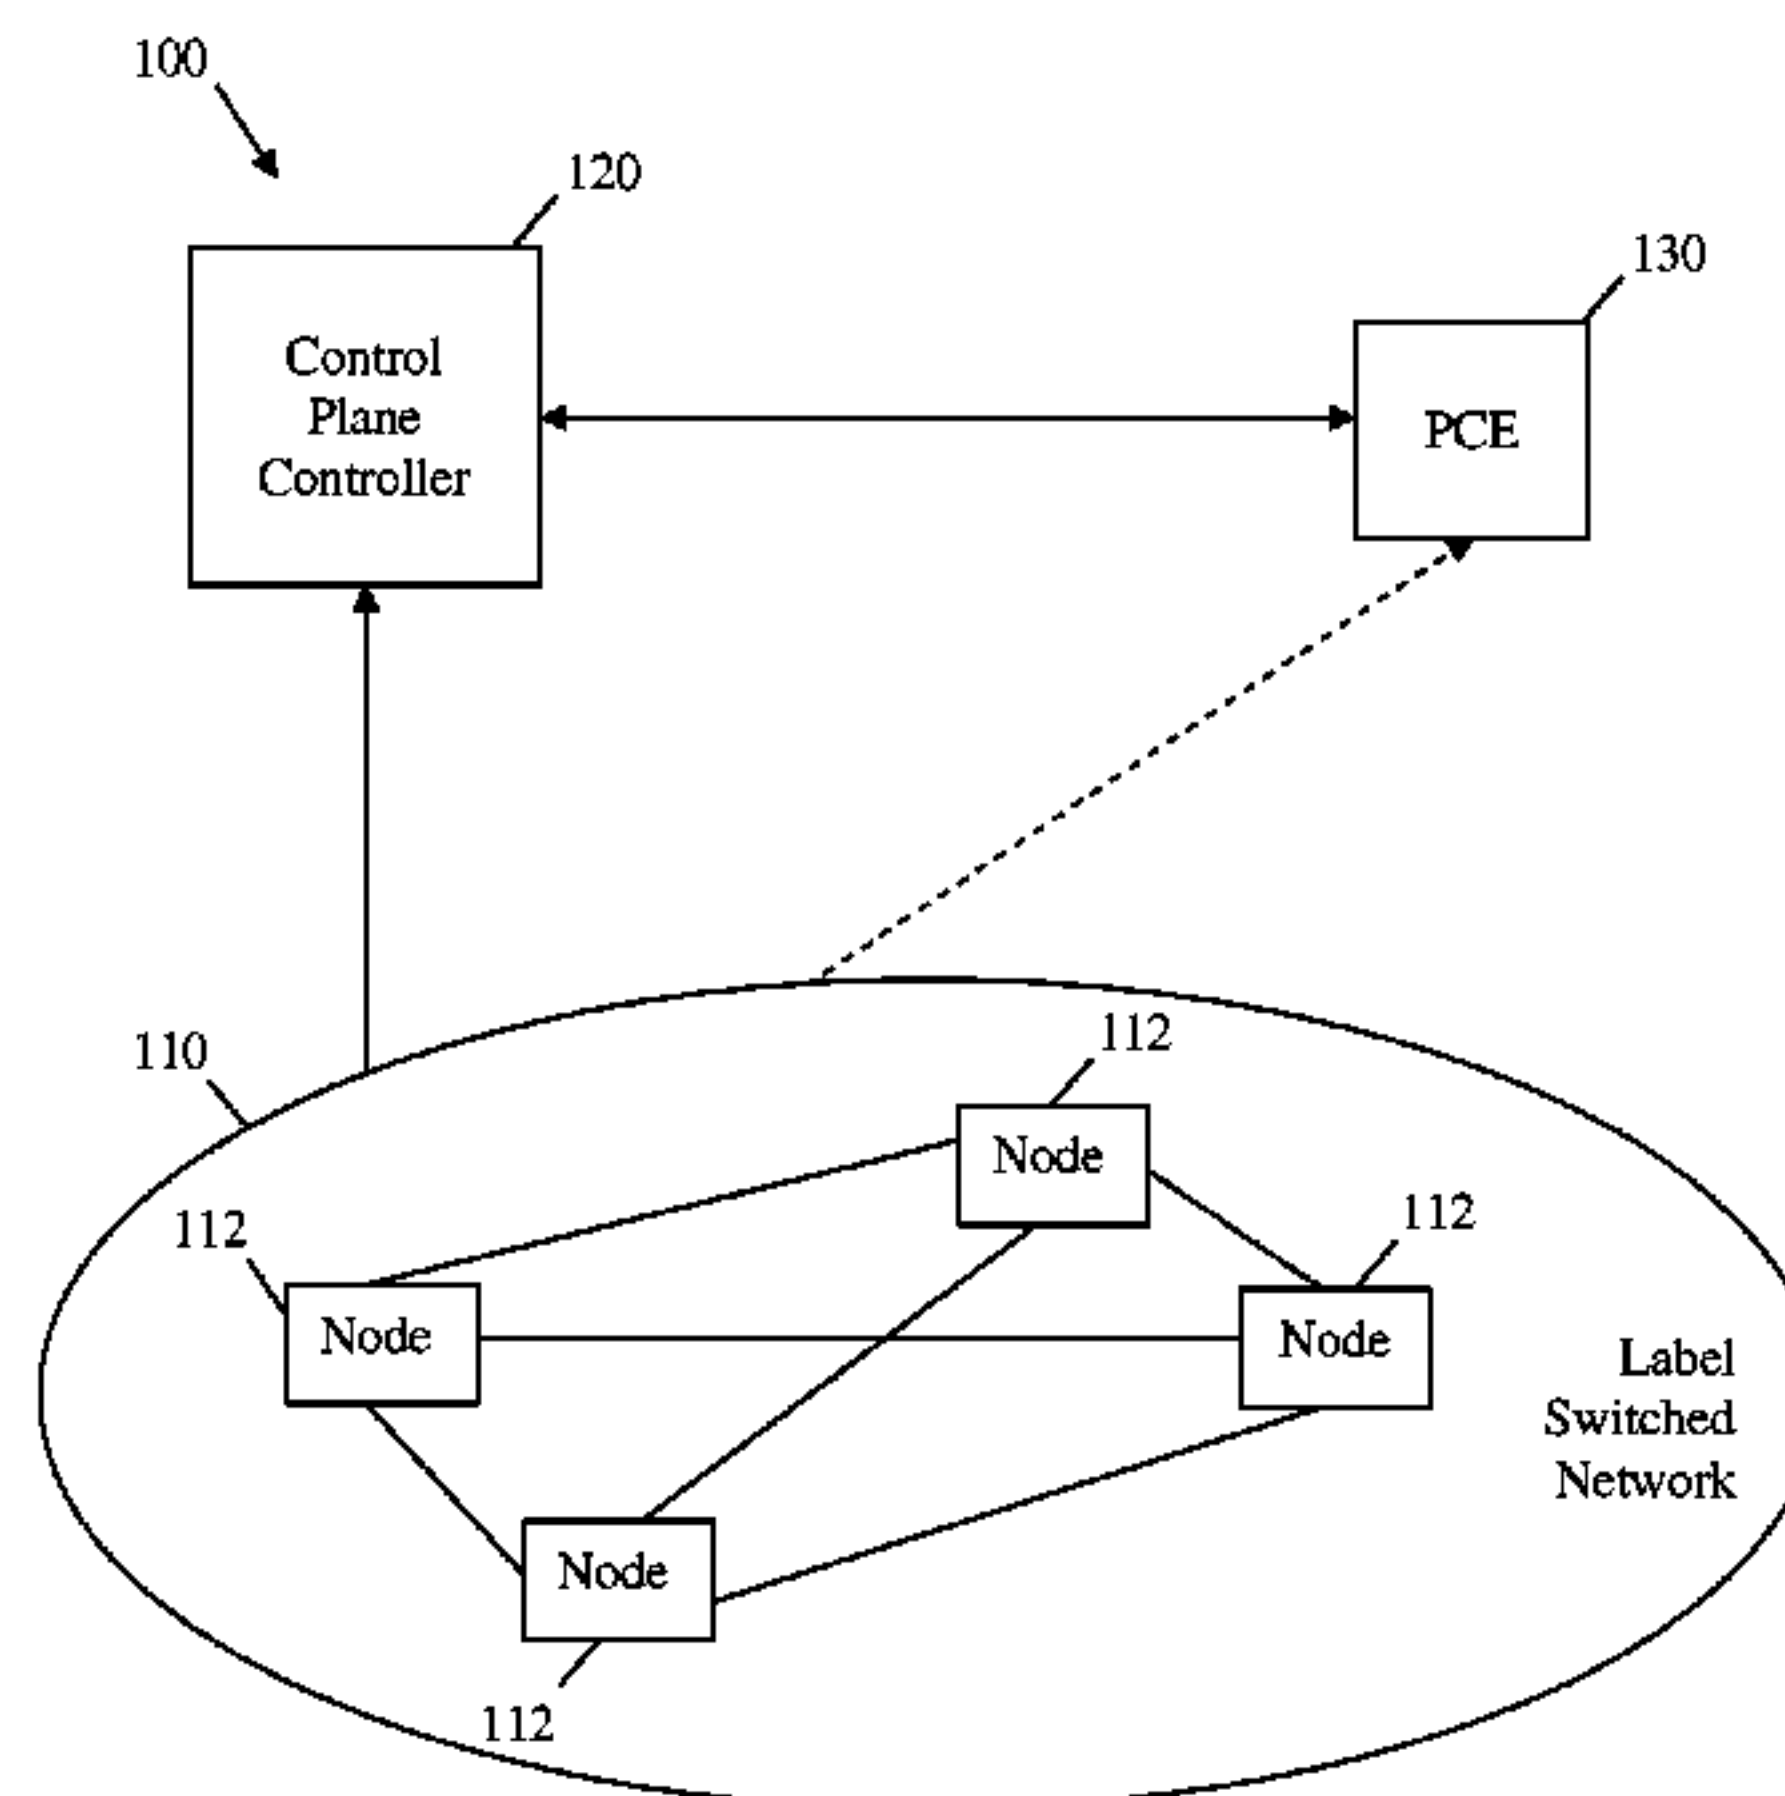 100
120
130
Control
Plane
Controller
PCE
110
112
Node
112
112
Node
Node
Label
Switched
Network
Node
112